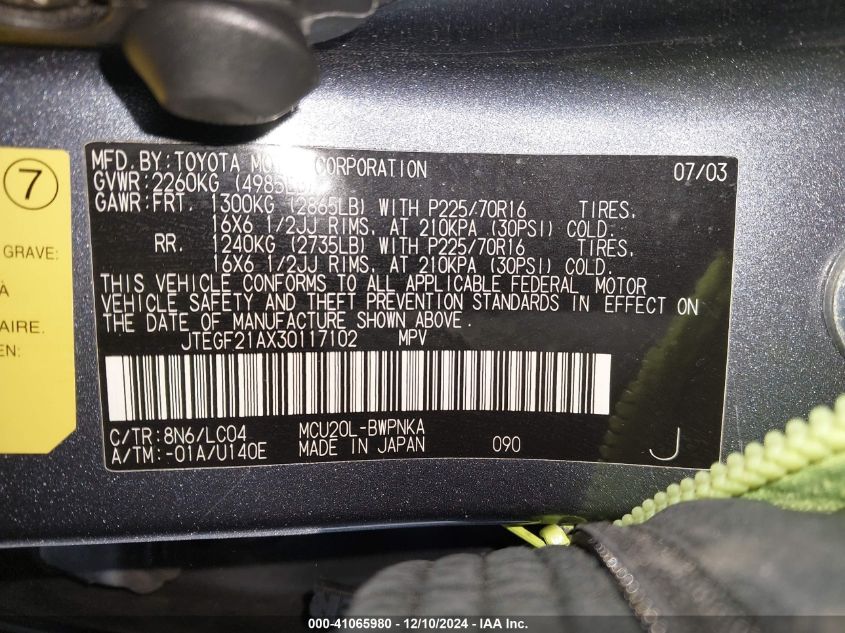 MFD. BY: TOYOTA CORPORATION 07/03
GVWR: 2260KG (4985LB)
GAWR: FRT. 1300KG (2865LB) WITH P225/70R16 TIRES,
16X6 1/2JJ RIMS, AT 210KPA (30PSI) COLD.
RR. 1240KG (2735LB) WITH P225/70R16 TIRES,
16X6 1/2JJ RIMS, AT 210KPA (30PSI) COLD.
THIS VEHICLE CONFORMS TO ALL APPLICABLE FEDERAL MOTOR
VEHICLE SAFETY AND THEFT PREVENTION STANDARDS IN EFFECT ON
THE DATE OF MANUFACTURE SHOWN ABOVE.
JTEGF21AX30117102 MPV
C/TR: 8N6/LC04 MCU20L-BWPNKA
A/TM: -01A/U140E MADE IN JAPAN 090 J
7
GRAVE:
À
AIRE.
EN:
000-41065980 - 12/10/2024 - IAA Inc.